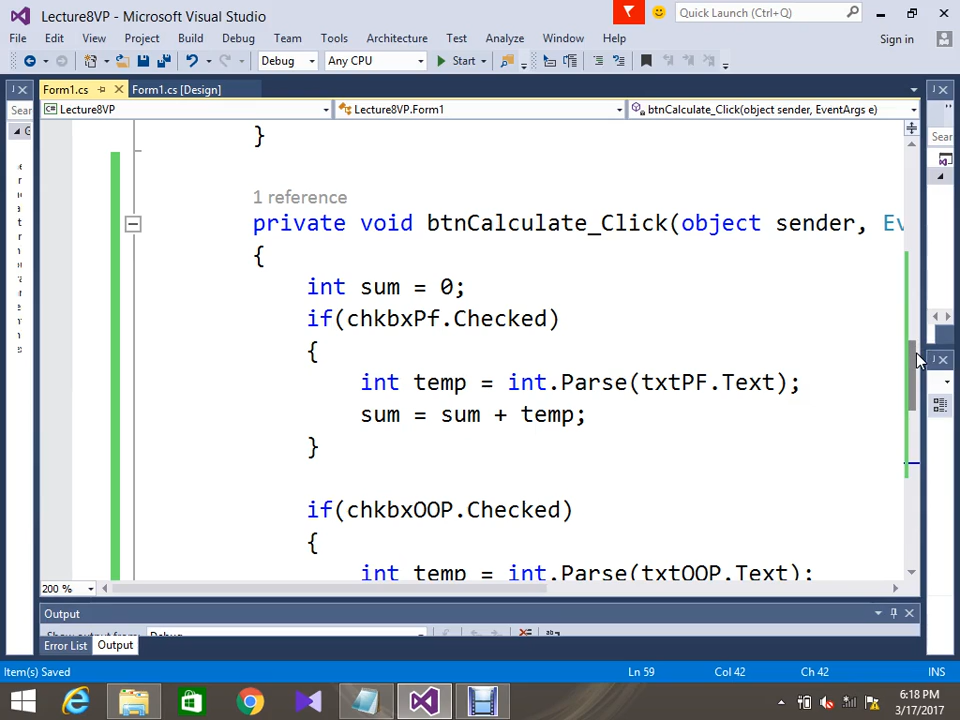 Lecture8VP - Microsoft Visual Studio
Quick Launch (Ctrl+Q)
File Edit View Project Build Debug Team Tools Architecture Test Analyze Window Help Sign in
Debug Any CPU Start
Form1.cs Form1.cs [Design]
Lecture8VP Lecture8VP.Form1 btnCalculate_Click(object sender, EventArgs e)
}
1 reference
private void btnCalculate_Click(object sender, Ev
{
int sum = 0;
if(chkbxPf.Checked)
{
int temp = int.Parse(txtPF.Text);
sum = sum + temp;
}
if(chkbxOOP.Checked)
{
int temp = int.Parse(txtOOP.Text);
200 %
Output
Show output from: Debug
Error List Output
Item(s) Saved Ln 59 Col 42 Ch 42 INS
6:18 PM
3/17/2017